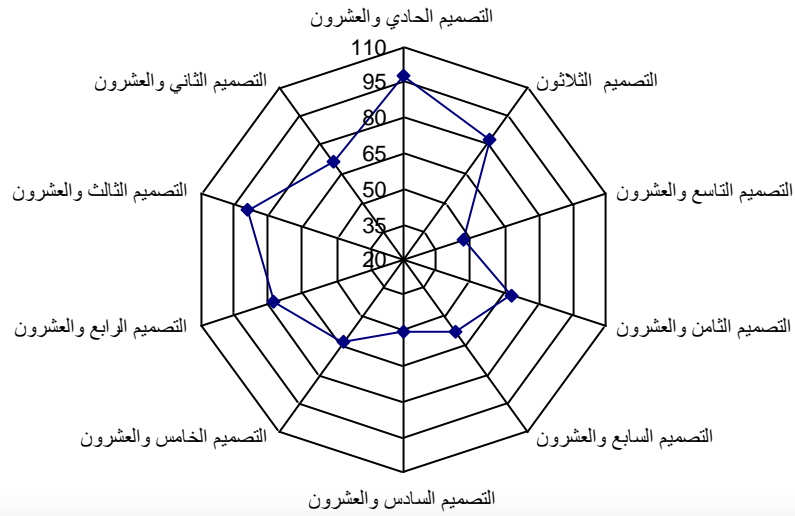 التصميم الحادي والعشرون
التصميم  الثلاثون
التصميم الثاني والعشرون
التصميم التاسع والعشرون
التصميم الثالث والعشرون
التصميم الثامن والعشرون
التصميم الرابع والعشرون
التصميم السابع والعشرون
التصميم الخامس والعشرون
التصميم السادس والعشرون
110
95
80
65
50
35
20